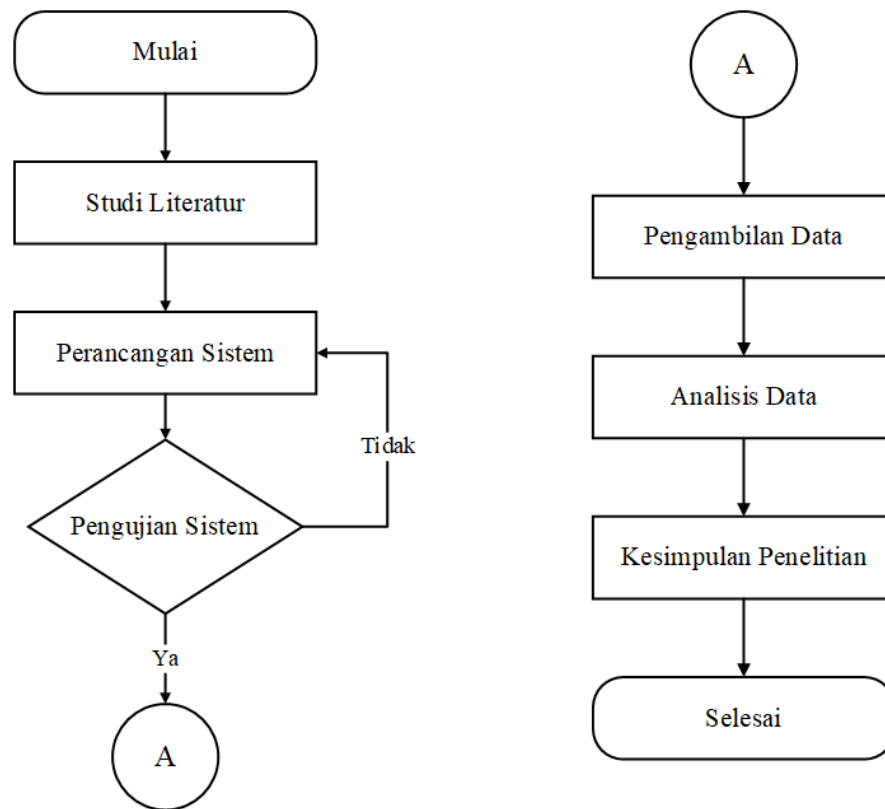 Mulai
Studi Literatur
Perancangan Sistem
Tidak
Pengujian Sistem
Ya
A
A
Pengambilan Data
Analisis Data
Kesimpulan Penelitian
Selesai